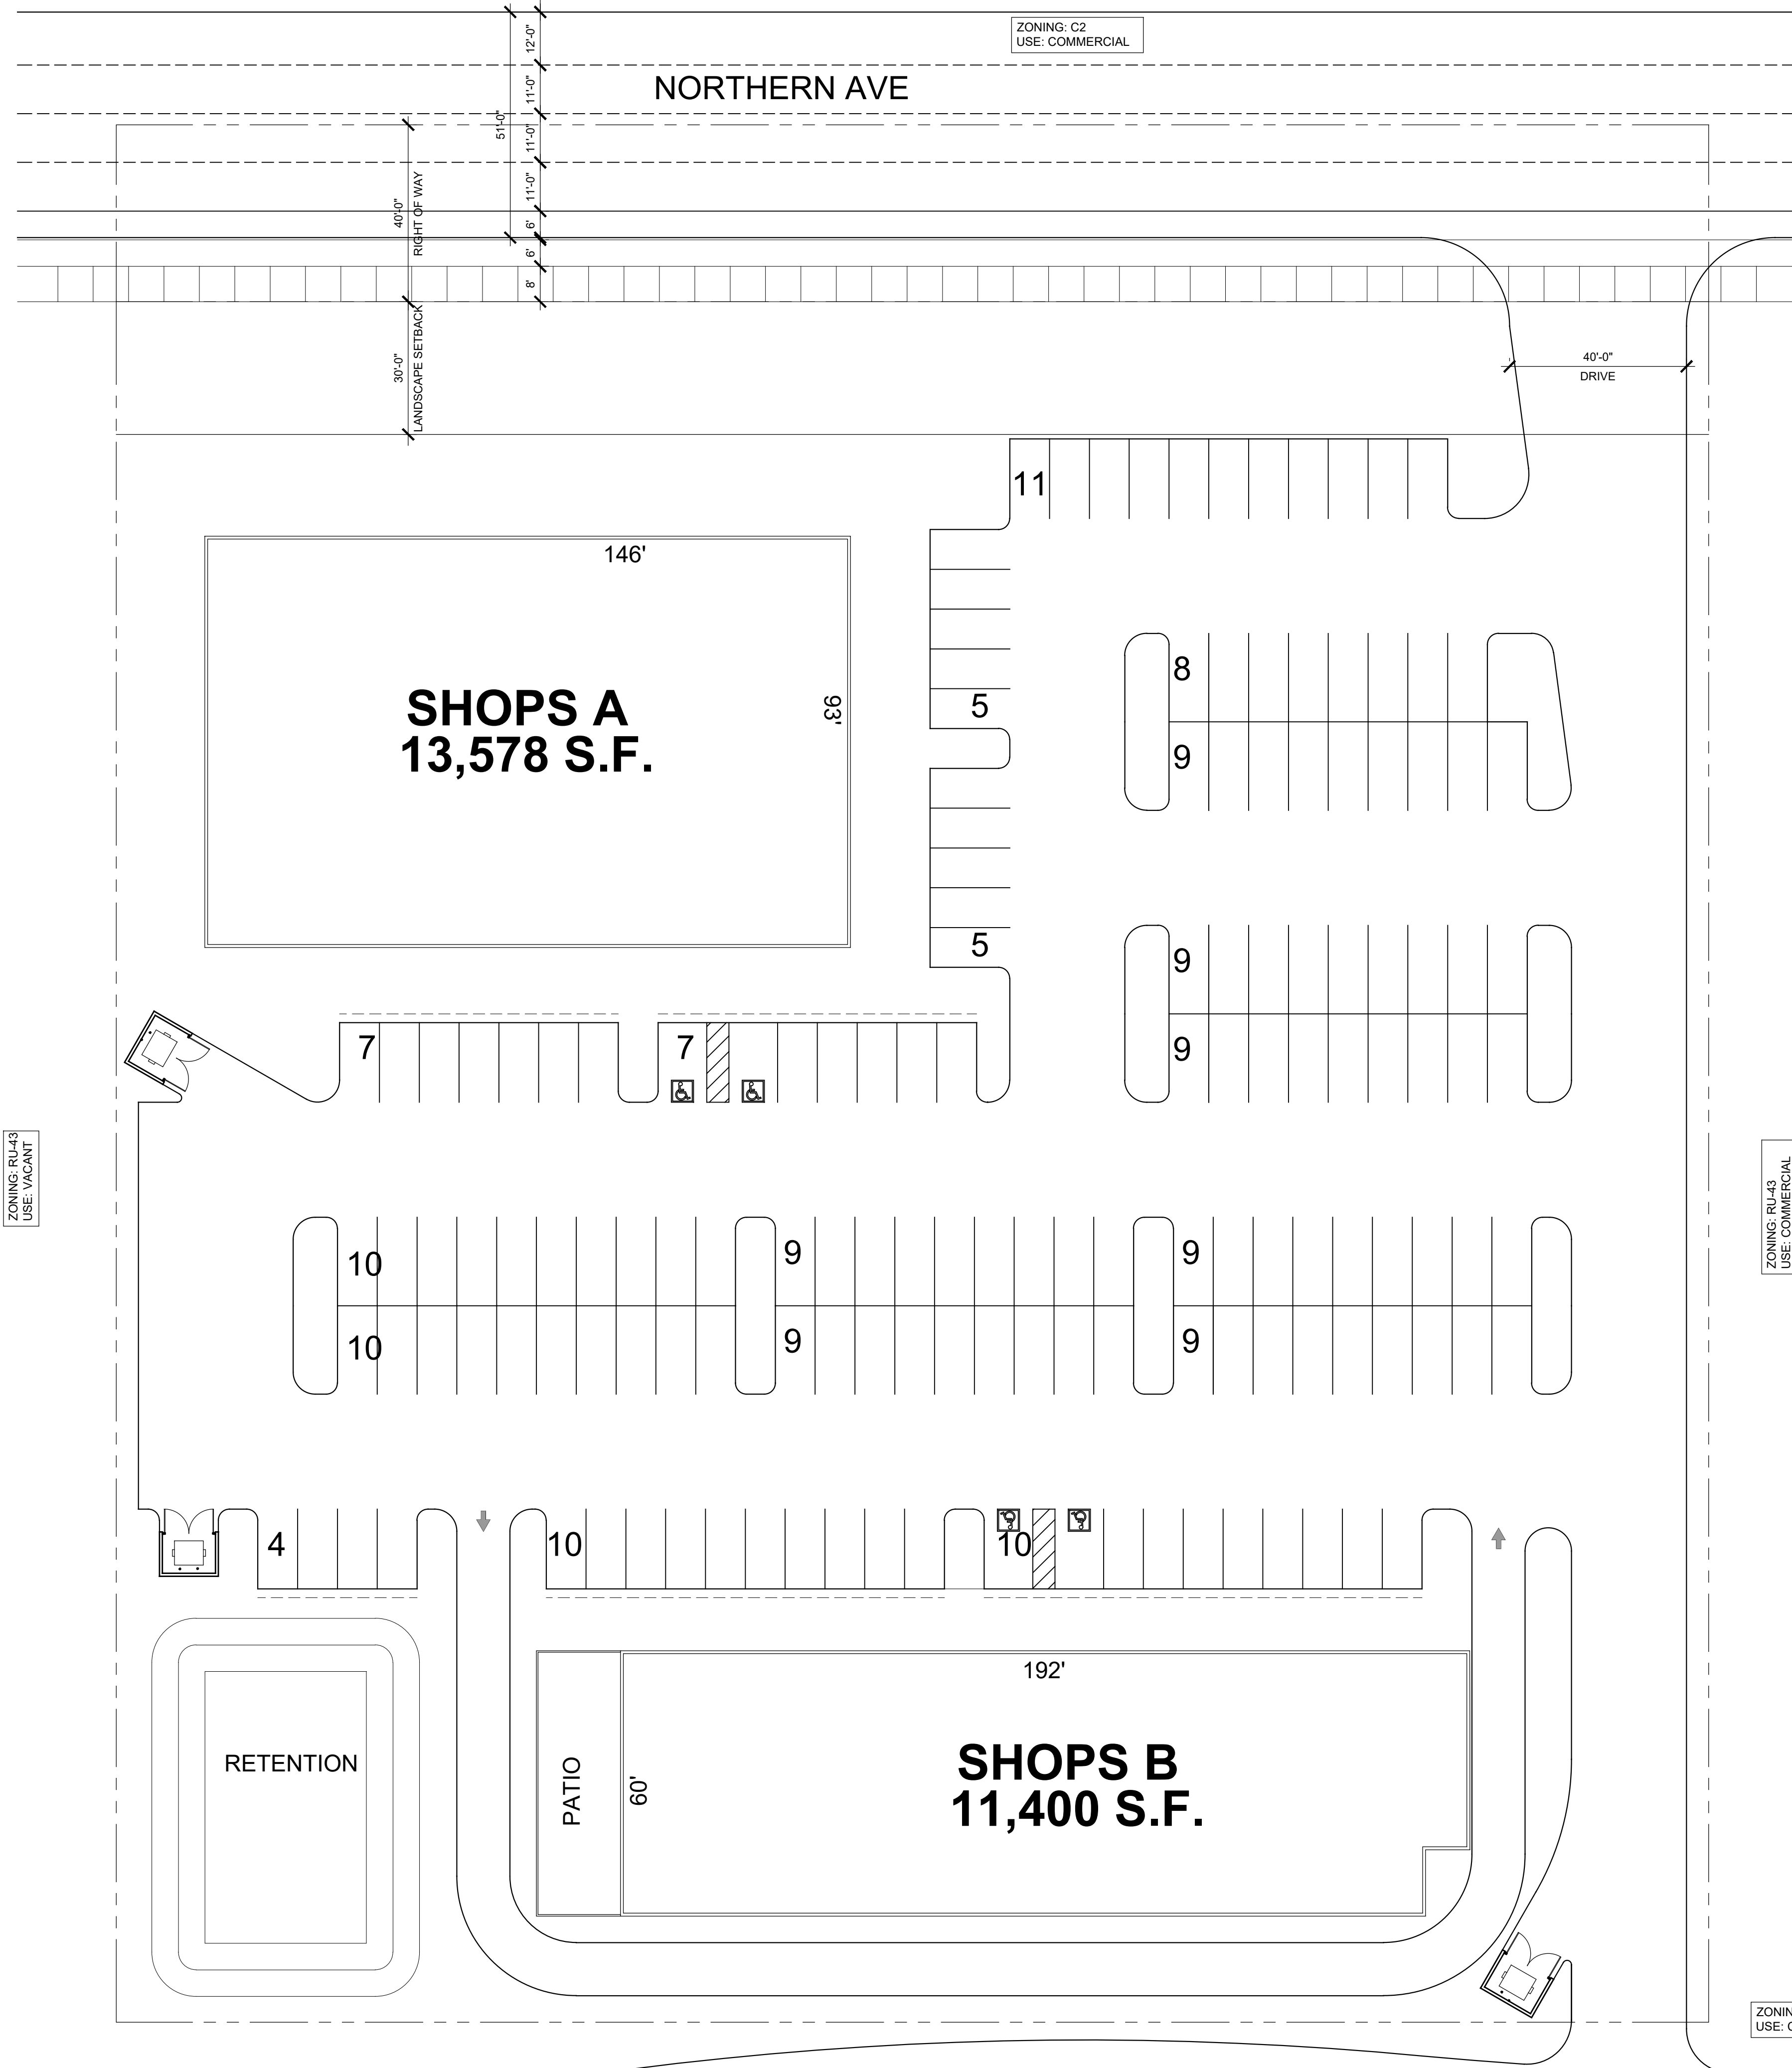 ZONING: C2
USE: COMMERCIAL
12'-0"
NORTHERN AVE
11'-0"
51'-0"
11'-0"
11'-0"
40'-0"
RIGHT OF WAY
6'
6'
8'
30'-0"
LANDSCAPE SETBACK
40'-0"
DRIVE
11
146'
SHOPS A
13,578 S.F.
93'
5
8
9
5
9
9
7
7
ZONING: RU-43
USE: VACANT
ZONING: RU-43
USE: COMMERCIAL
10
9
9
10
9
9
4
10
10
192'
RETENTION
PATIO
60'
SHOPS B
11,400 S.F.
USE: